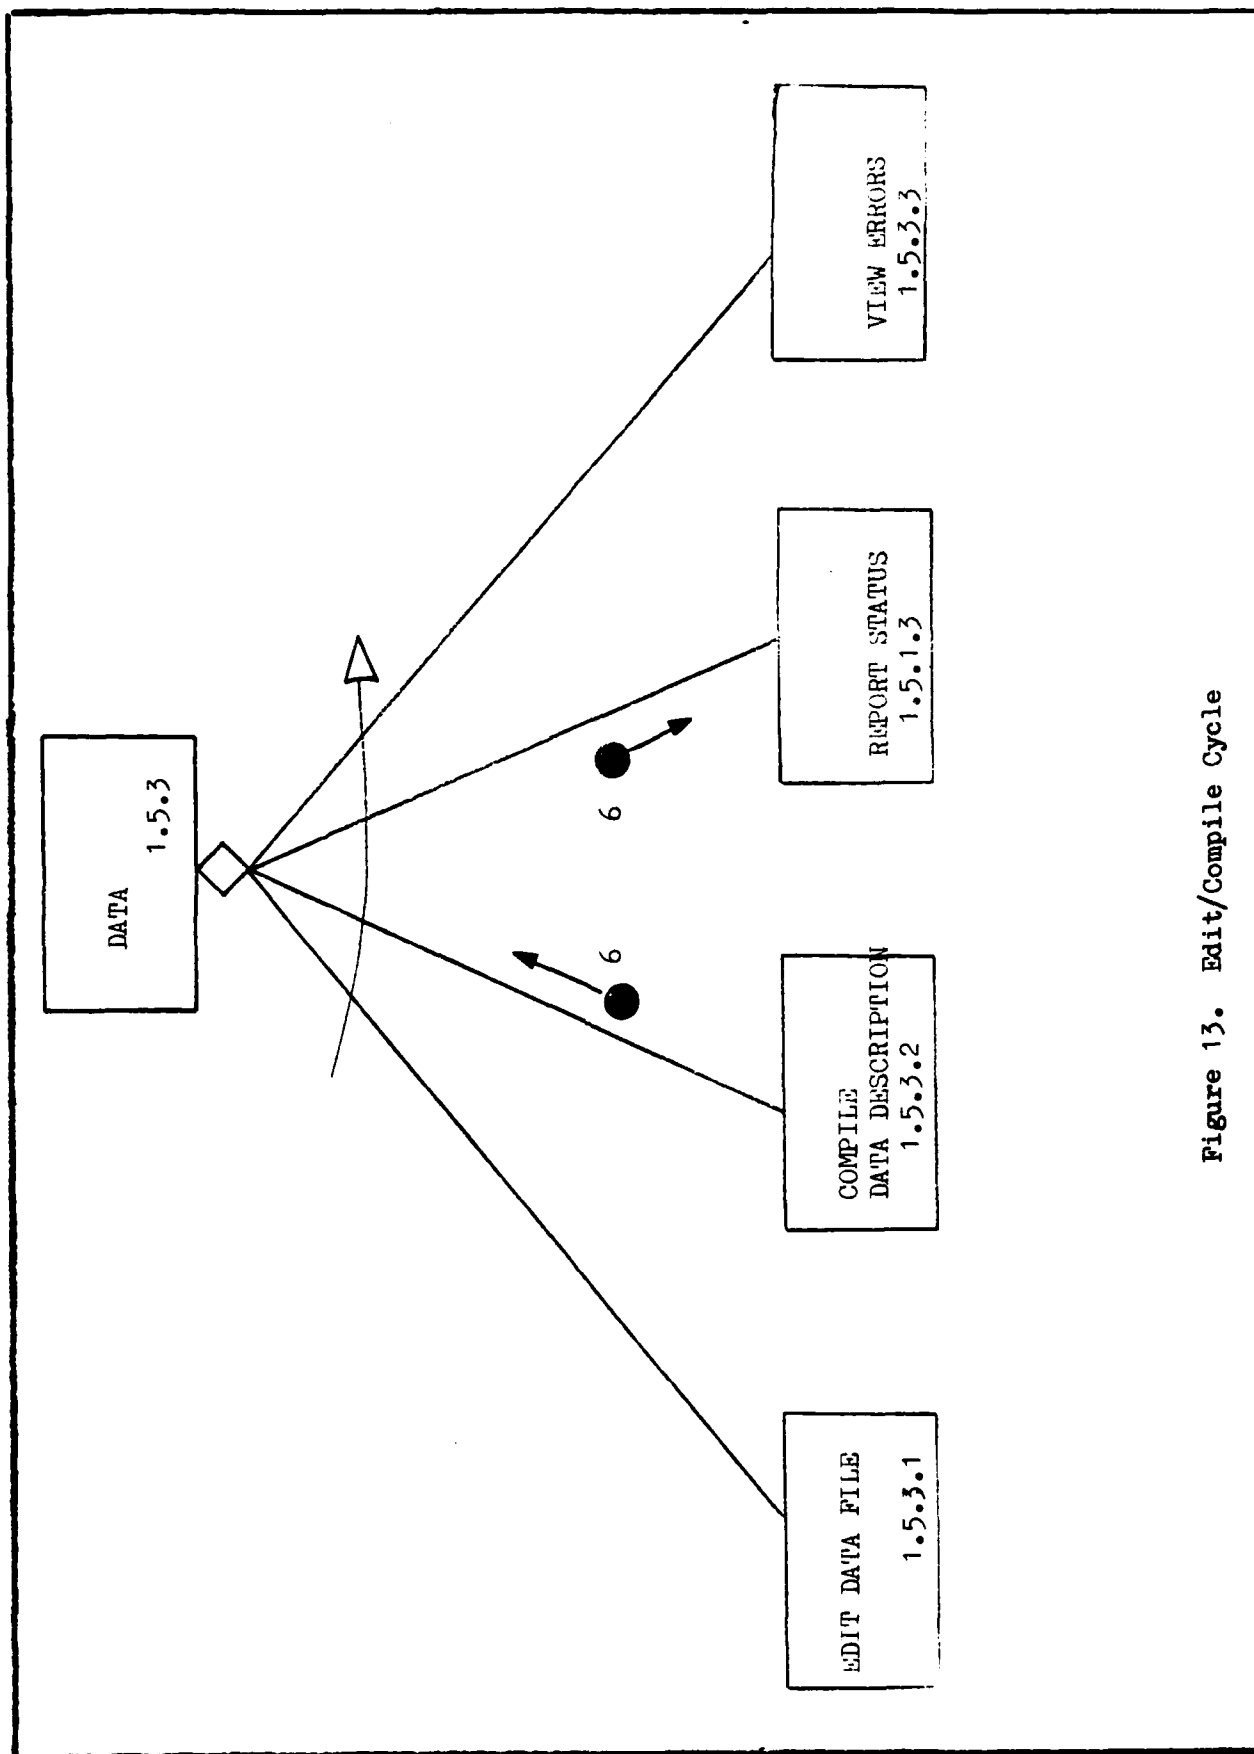 DATA
1.5.3
6
6
EDIT DATA FILE
1.5.3.1
COMPILE
DATA DESCRIPTION
1.5.3.2
REPORT STATUS
1.5.1.3
VIEW ERRORS
1.5.3.3
Figure 13. Edit/Compile Cycle